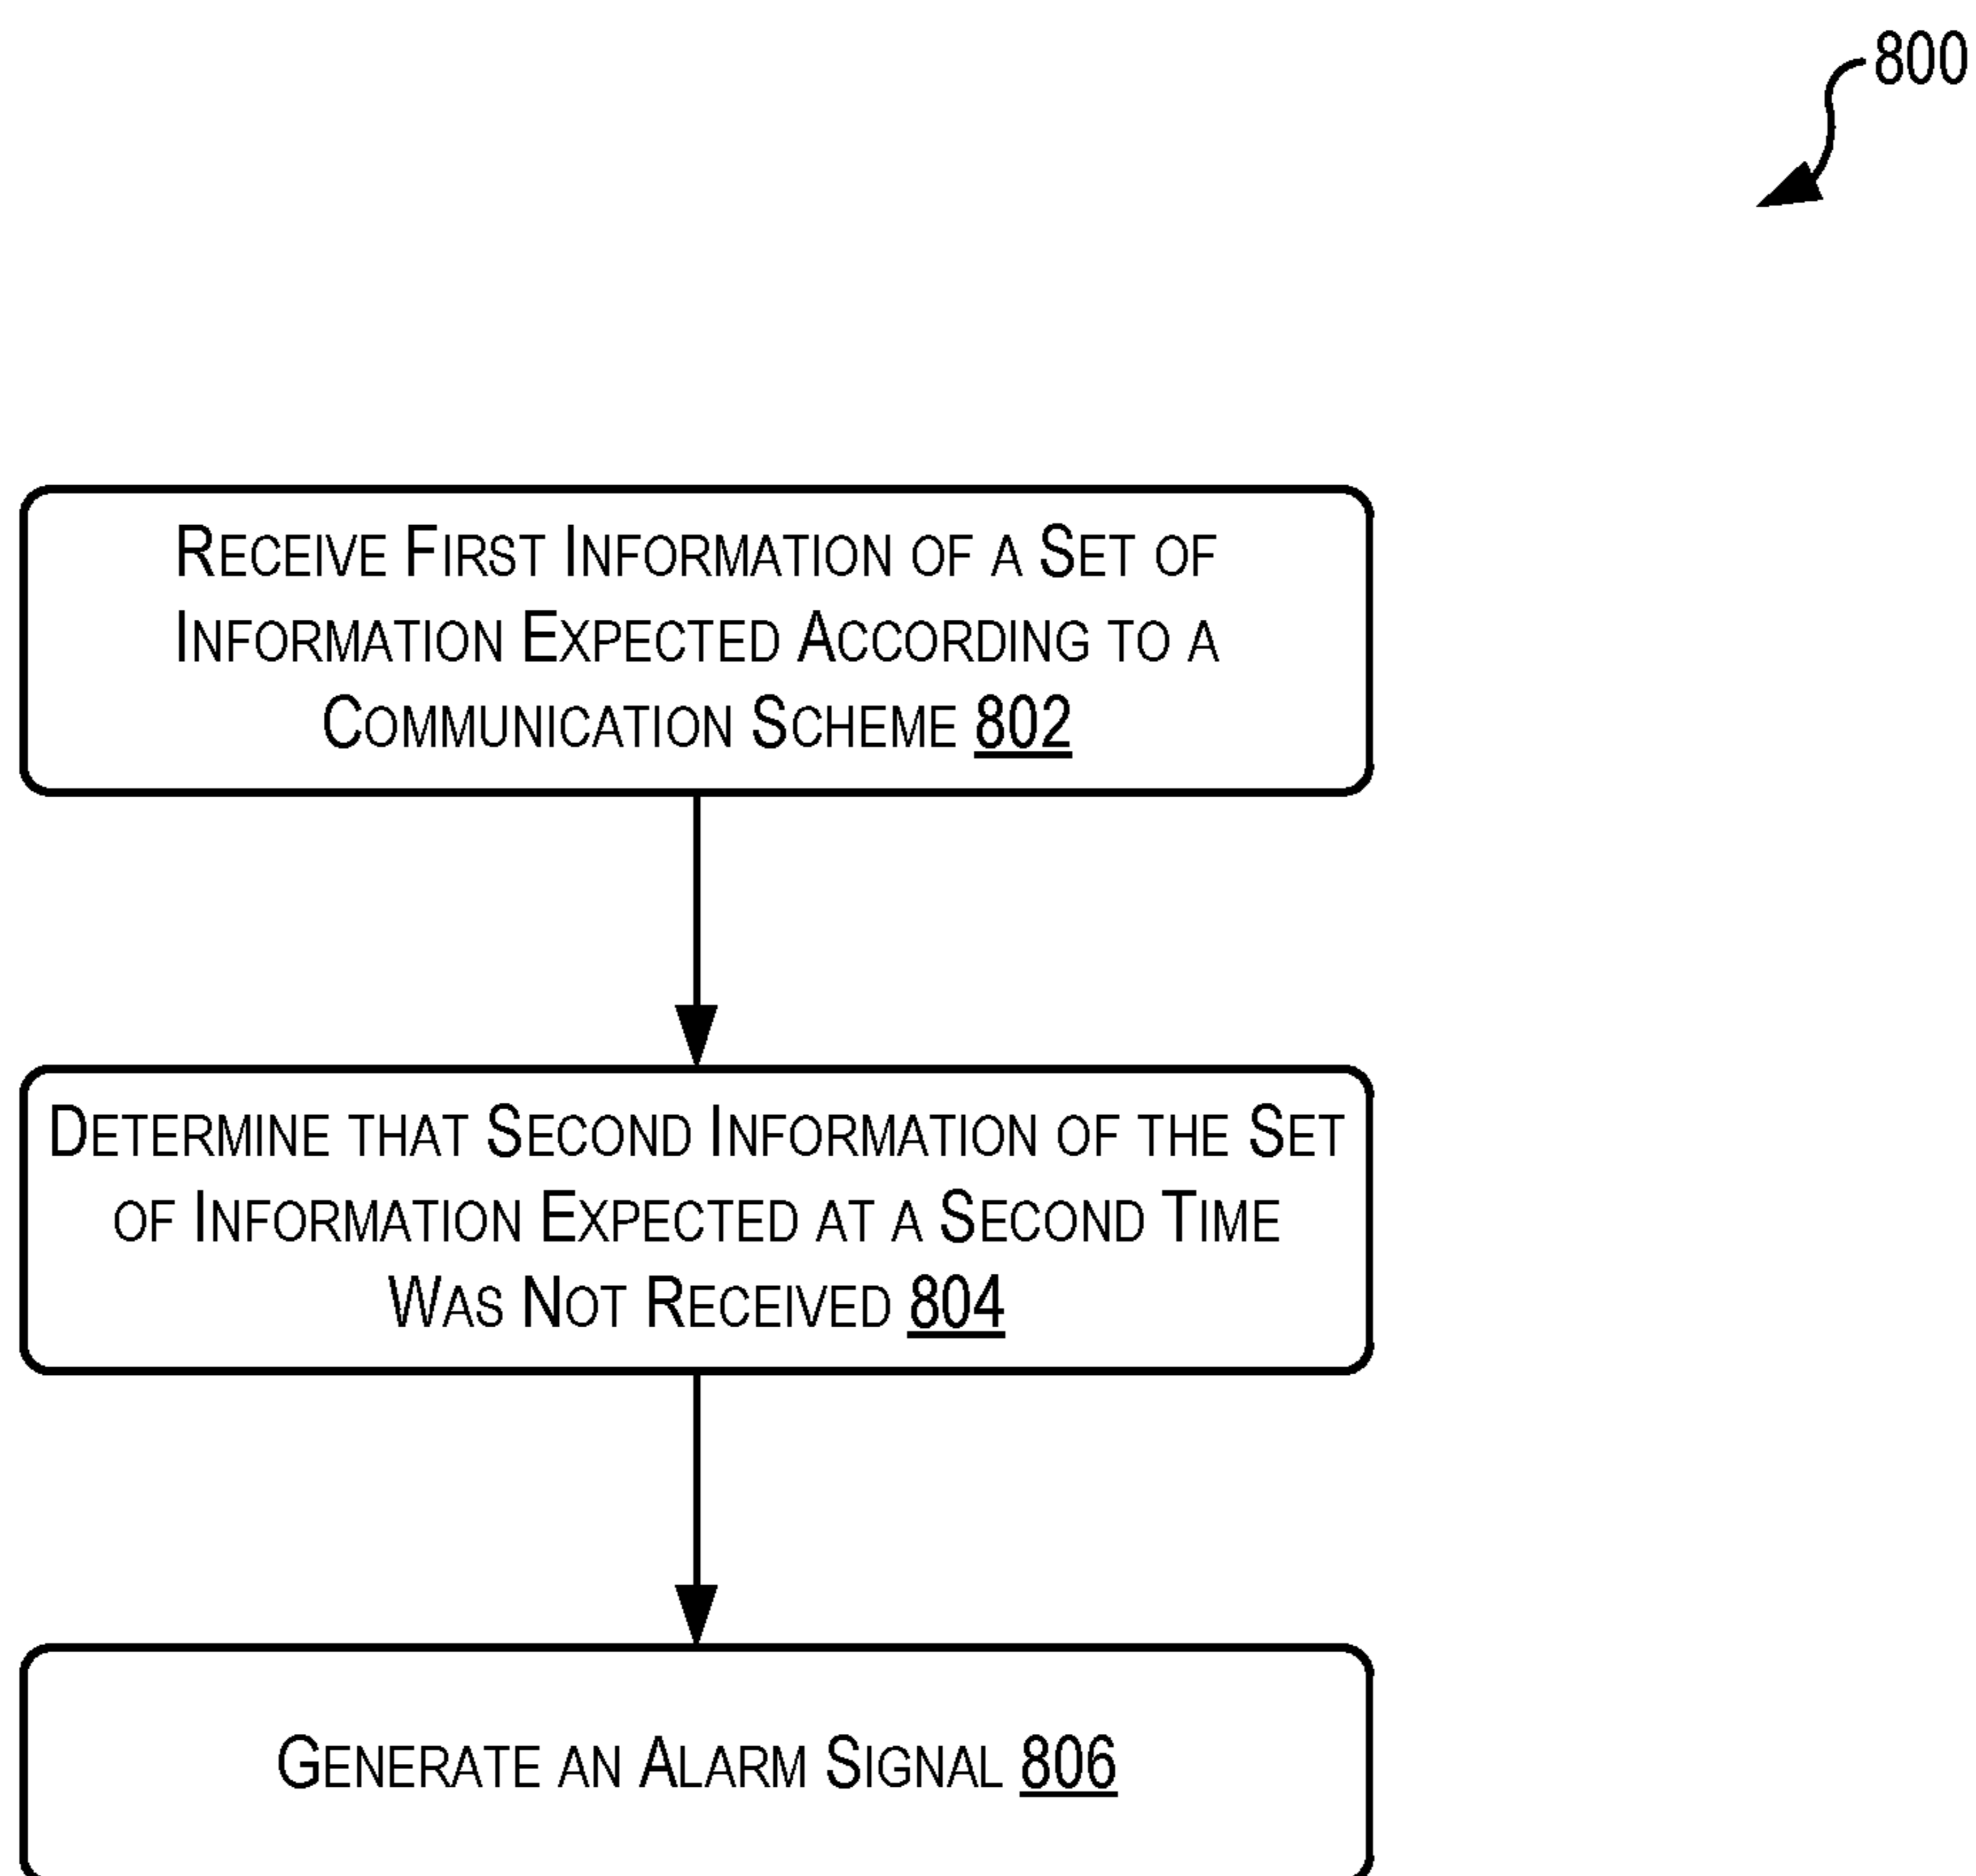 800
Receive First Information of a Set of
Information Expected According to a
Communication Scheme 802
Determine that Second Information of the Set
of Information Expected at a Second Time
Was Not Received 804
Generate an Alarm Signal 806